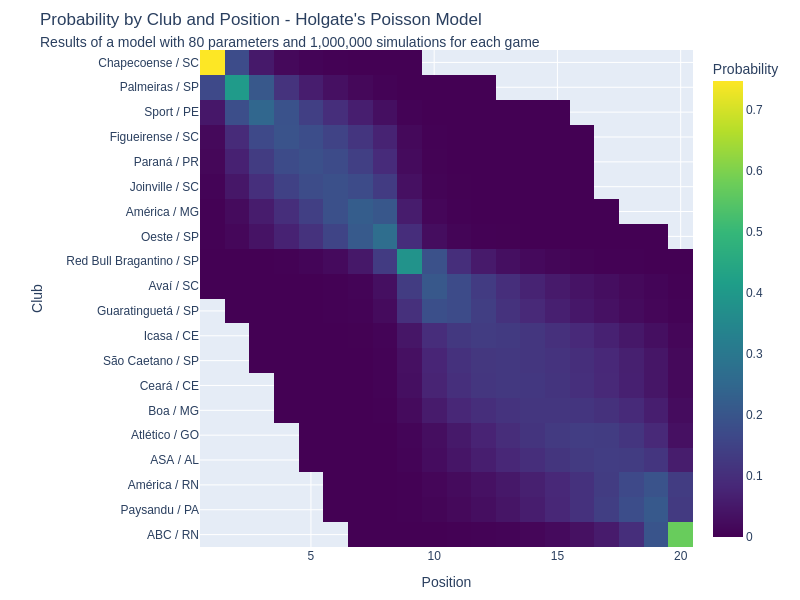 Probability by Club and Position - Holgate's Poisson Model
Results of a model with 80 parameters and 1,000,000 simulations for each game
Chapecoense / SC
Palmeiras / SP
Sport / PE
Figueirense / SC
Paraná / PR
Joinville / SC
América / MG
Oeste / SP
Red Bull Bragantino / SP
Avaí / SC
Guaratinguetá / SP
Icasa / CE
São Caetano / SP
Ceará / CE
Boa / MG
Atlético / GO
ASA / AL
América / RN
Paysandu / PA
ABC / RN
Club
5
10
15
20
Position
Probability
0.7
0.6
0.5
0.4
0.3
0.2
0.1
0